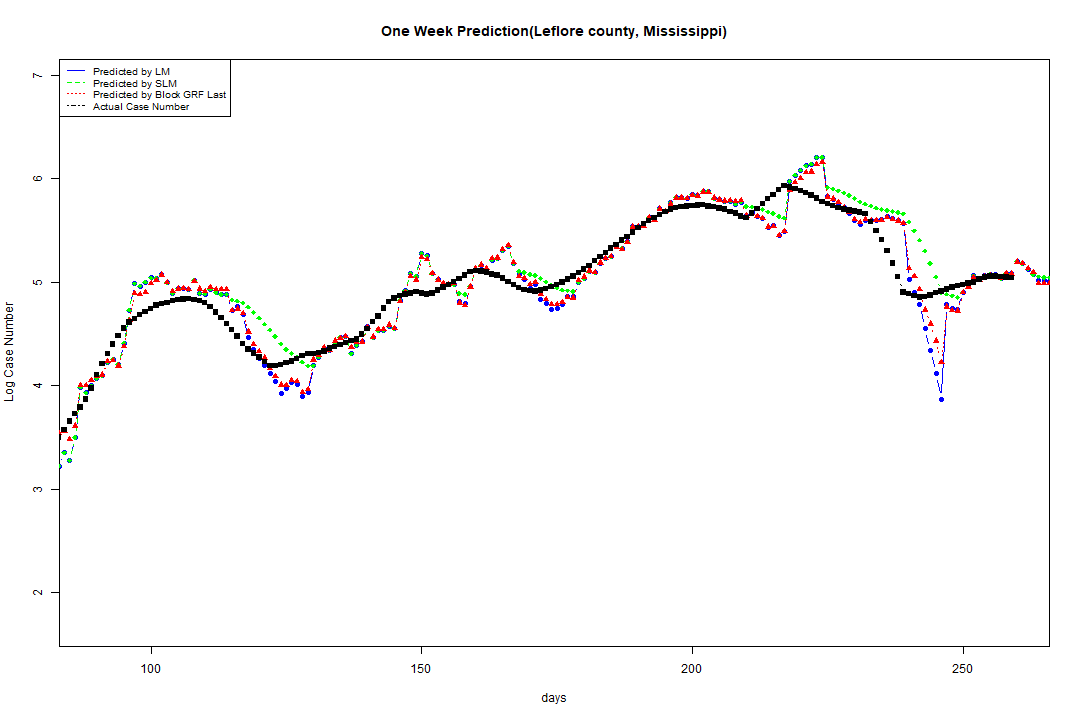 One Week Prediction(Leflore county, Mississippi)
Predicted by LM
Predicted by SLM
Predicted by Block GRF Last
Actual Case Number
7
6
5
4
3
2
Log Case Number
100
150
200
250
days